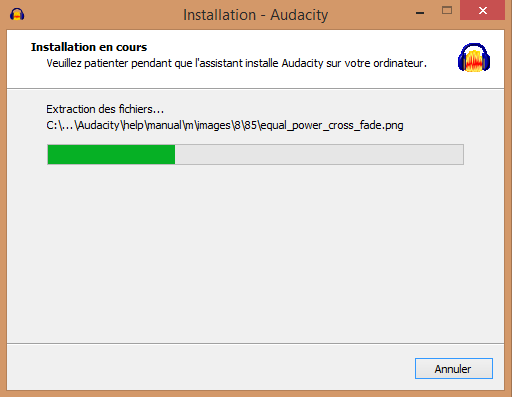 Installation - Audacity
Installation en cours
Veuillez patienter pendant que l'assistant installe Audacity sur votre ordinateur.
Extraction des fichiers...
C:\...\Audacity\help\manual\m\images\8\85\equal_power_cross_fade.png
Annuler